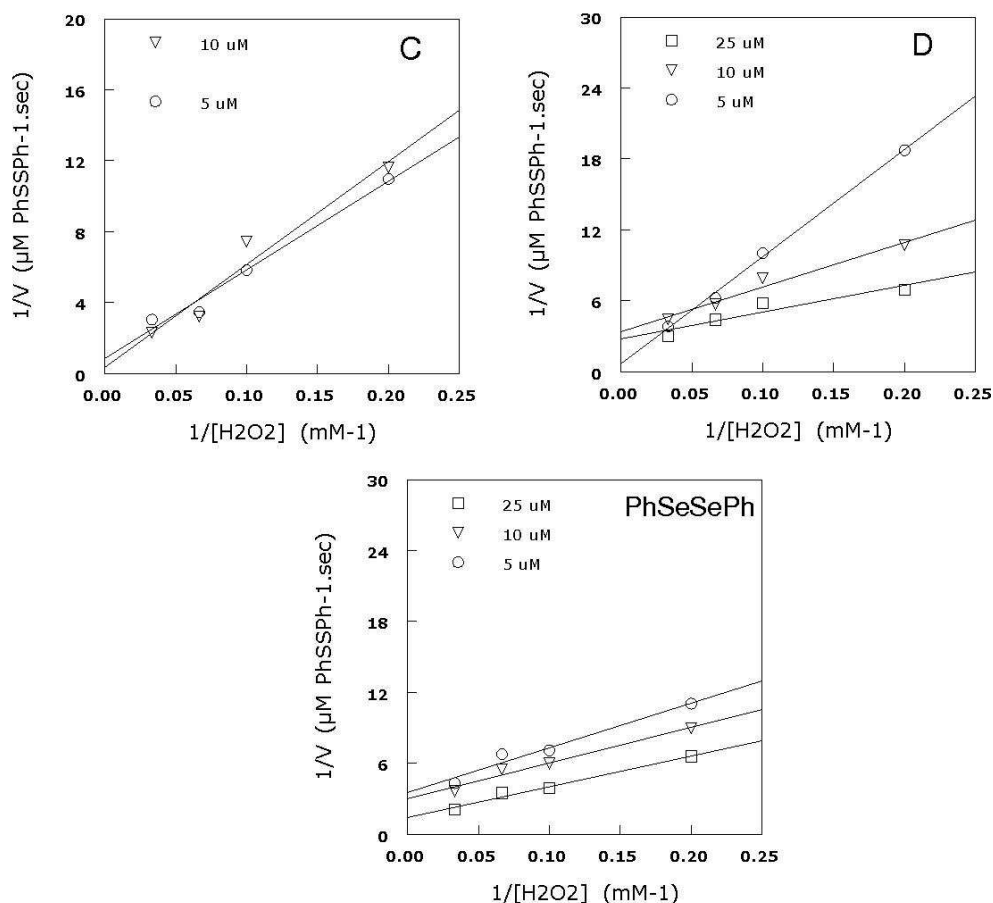 C
20
16
12
8
4
0
10 uM
5 uM
1/V (µM PhSSPh-1.sec)
0.00 0.05 0.10 0.15 0.20 0.25
1/[H2O2] (mM-1)
D
30
24
18
12
6
0
25 uM
10 uM
5 uM
1/V (µM PhSSPh-1.sec)
0.00 0.05 0.10 0.15 0.20 0.25
1/[H2O2] (mM-1)
PhSeSePh
30
24
18
12
6
0
25 uM
10 uM
5 uM
1/V (µM PhSSPh-1.sec)
0.00 0.05 0.10 0.15 0.20 0.25
1/[H2O2] (mM-1)